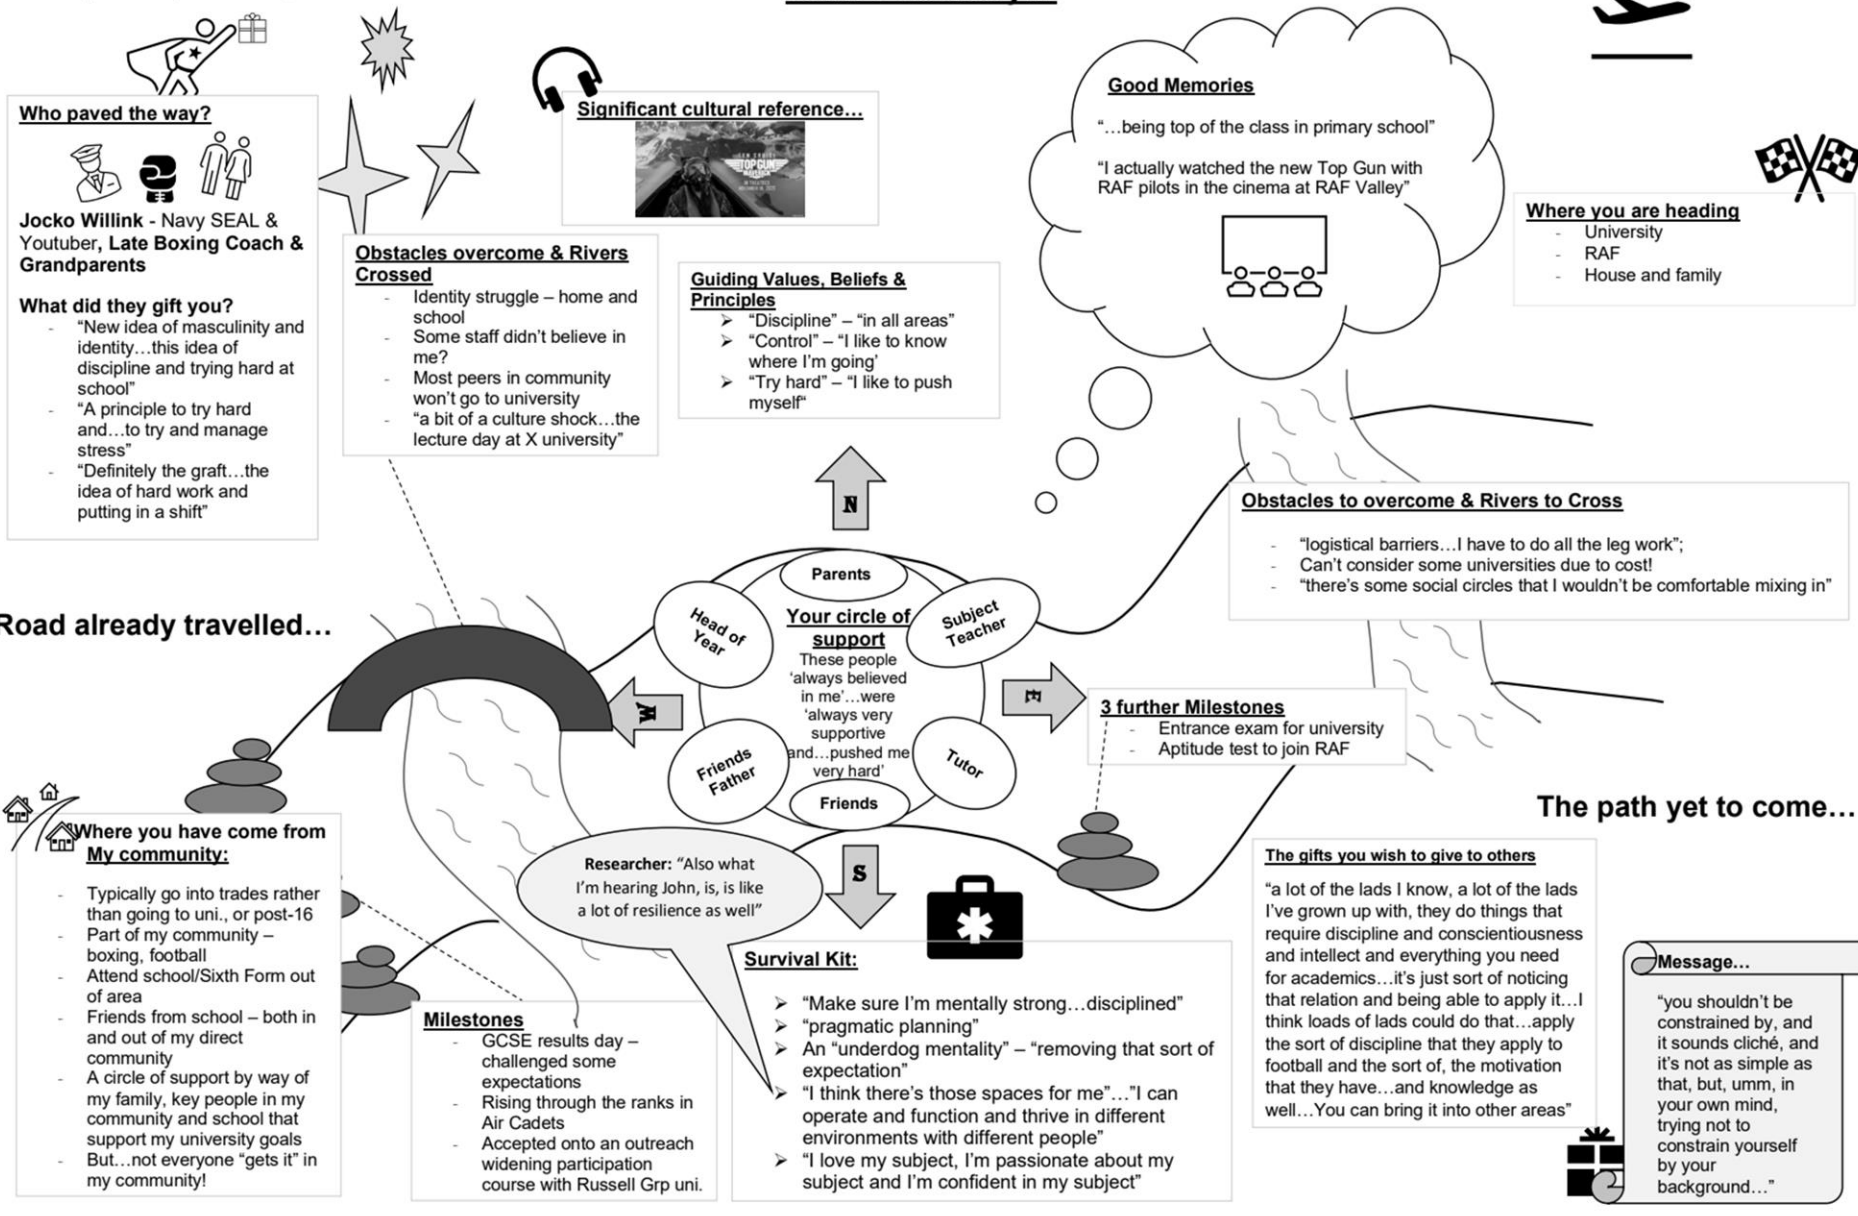 Who paved the way?
Jocko Willink - Navy SEAL &
Youtuber, Late Boxing Coach &
Grandparents
What did they gift you?
- “New idea of masculinity and
identity…this idea of
discipline and trying hard at
school”
- “A principle to try hard
and…to try and manage
stress”
- “Definitely the graft…the
idea of hard work and
putting in a shift”
Obstacles overcome & Rivers
Crossed
- Identity struggle – home and
school
- Some staff didn’t believe in
me?
- Most peers in community
won’t go to university
- “a bit of a culture shock…the
lecture day at X university”
Significant cultural reference…
TOP GUN
MAVERICK
Guiding Values, Beliefs &
Principles
➢ “Discipline” – “in all areas”
➢ “Control” – “I like to know
where I’m going’
➢ “Try hard” – “I like to push
myself“
Good Memories
“…being top of the class in primary school”
“I actually watched the new Top Gun with
RAF pilots in the cinema at RAF Valley”
Where you are heading
- University
- RAF
- House and family
N
Obstacles to overcome & Rivers to Cross
- “logistical barriers…I have to do all the leg work”;
- Can’t consider some universities due to cost!
- “there’s some social circles that I wouldn’t be comfortable mixing in”
Road already travelled…
W
Parents
Head of
Year
Subject
Teacher
Your circle of
support
These people
‘always believed
in me’…were
‘always very
supportive
and…pushed me
very hard’
Friends
Father
Tutor
Friends
E
3 further Milestones
- Entrance exam for university
- Aptitude test to join RAF
The path yet to come…
Where you have come from
My community:
- Typically go into trades rather
than going to uni., or post-16
- Part of my community –
boxing, football
- Attend school/Sixth Form out
of area
- Friends from school – both in
and out of my direct
community
- A circle of support by way of
my family, key people in my
community and school that
support my university goals
- But…not everyone “gets it” in
my community!
Milestones
- GCSE results day –
challenged some
expectations
- Rising through the ranks in
Air Cadets
- Accepted onto an outreach
widening participation
course with Russell Grp uni.
Researcher: “Also what
I’m hearing John, is, is like
a lot of resilience as well”
S
Survival Kit:
➢ “Make sure I’m mentally strong…disciplined”
➢ “pragmatic planning”
➢ An “underdog mentality” – “removing that sort of
expectation”
➢ “I think there’s those spaces for me”…”I can
operate and function and thrive in different
environments with different people”
➢ “I love my subject, I’m passionate about my
subject and I’m confident in my subject”
The gifts you wish to give to others
“a lot of the lads I know, a lot of the lads
I’ve grown up with, they do things that
require discipline and conscientiousness
and intellect and everything you need
for academics…it’s just sort of noticing
that relation and being able to apply it…I
think loads of lads could do that…apply
the sort of discipline that they apply to
football and the sort of, the motivation
that they have…and knowledge as
well…You can bring it into other areas”
Message…
“you shouldn’t be
constrained by, and
it sounds cliché, and
it’s not as simple as
that, but, umm, in
your own mind,
trying not to
constrain yourself
by your
background…”